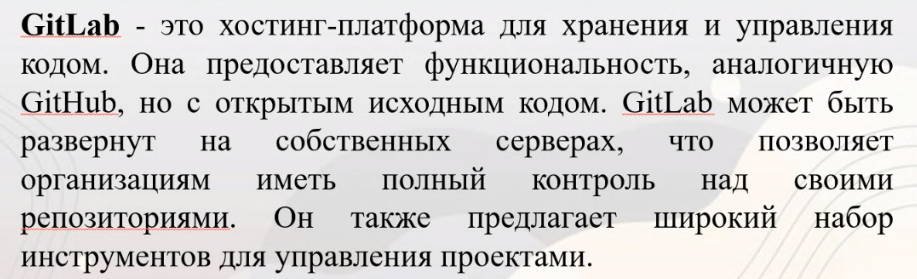 GitLab - это хостинг-платформа для хранения и управления
кодом. Она предоставляет функциональность, аналогичную
GitHub, но с открытым исходным кодом. GitLab может быть
развернут на собственных серверах, что позволяет
организациям иметь полный контроль над своими
репозиториями. Он также предлагает широкий набор
инструментов для управления проектами.